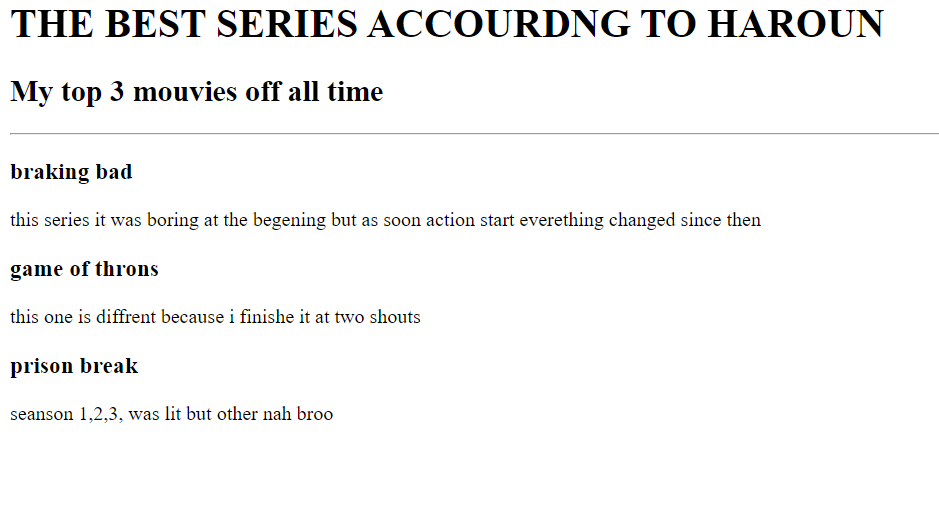 THE BEST SERIES ACCOURDNG TO HAROUN
My top 3 mouvies off all time
braking bad
this series it was boring at the begening but as soon action start everething changed since then
game of throns
this one is diffrent because i finishe it at two shouts
prison break
seanson 1,2,3, was lit but other nah broo